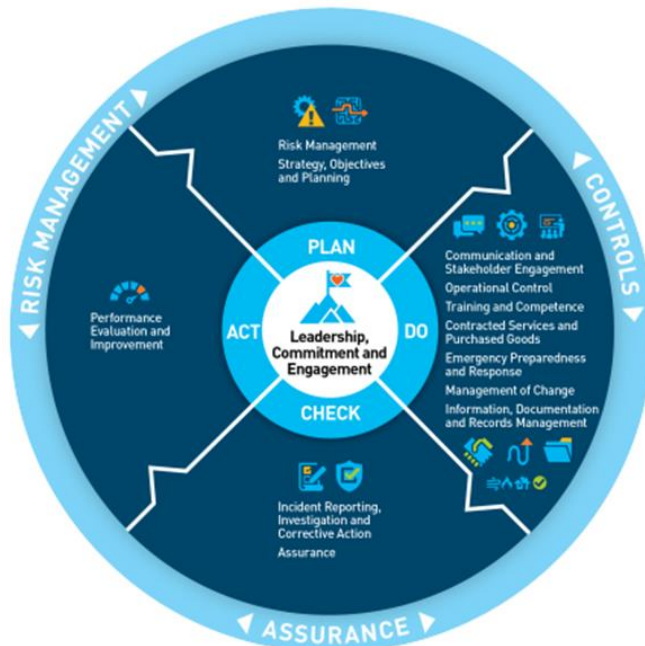 RISK MANAGEMENT
CONTROLS
ASSURANCE
Risk Management
Strategy, Objectives
and Planning
PLAN
DO
CHECK
ACT
Leadership,
Commitment and
Engagement
Communication and
Stakeholder Engagement
Operational Control
Training and Competence
Contracted Services and
Purchased Goods
Emergency Preparedness
and Response
Management of Change
Information, Documentation
and Records Management
Incident Reporting,
Investigation and
Corrective Action
Assurance
Performance
Evaluation and
Improvement